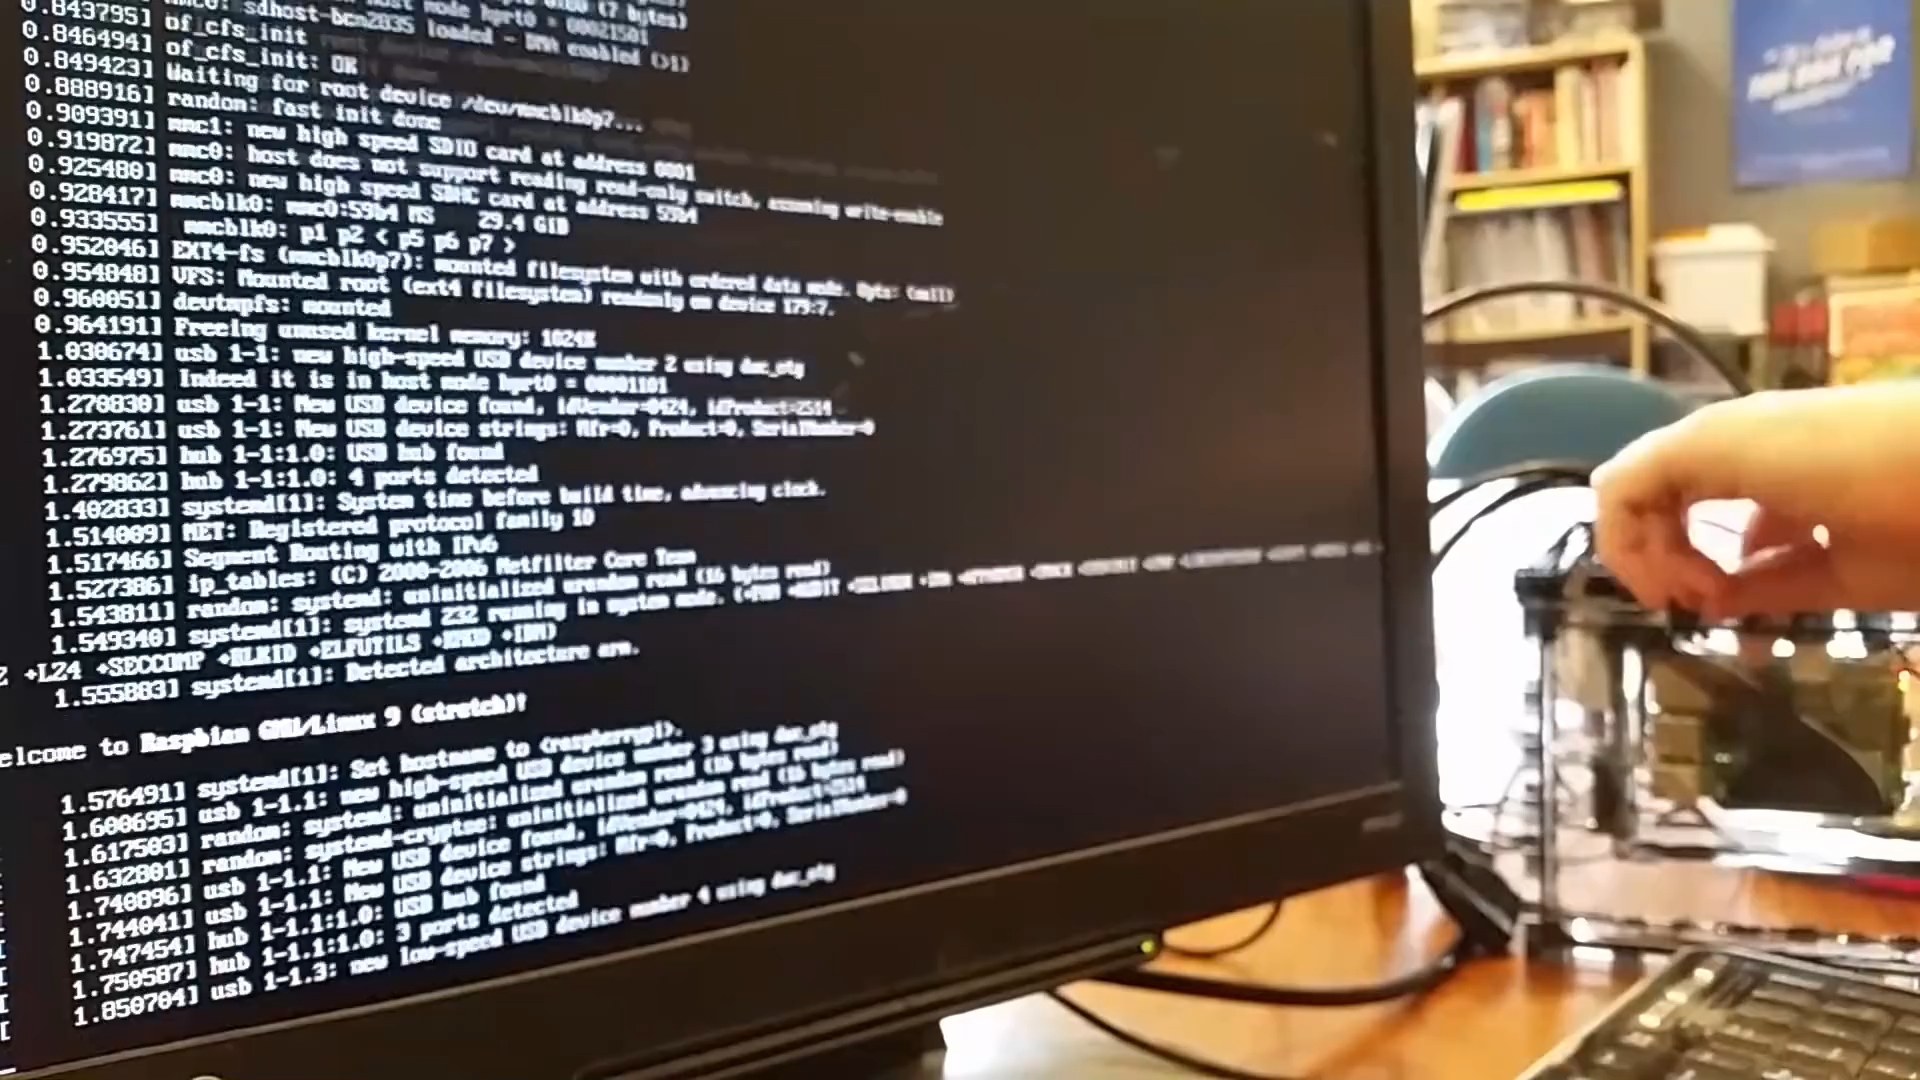 sdhost-bcm2835 loaded - DMA enabled (>1)
0.843795] of_cfs_init
0.846494] of_cfs_init: OK
0.849423] Waiting for root device /dev/mmcblk0p7...
0.888916] random: fast init done
0.909391] mmc1: new high speed SDIO card at address 0001
0.919872] mmc0: host does not support reading read-only switch, assuming write-enable
0.925480] mmc0: new high speed SDHC card at address 59b4
0.928417] mmcblk0: mmc0:59b4 MS 29.4 GiB
0.933555] mmcblk0: p1 p2 < p5 p6 p7 >
0.952046] EXT4-fs (mmcblk0p7): mounted filesystem with ordered data mode. Opts: (null)
0.954848] VFS: Mounted root (ext4 filesystem) readonly on device 179:7.
0.960051] devtmpfs: mounted
0.964191] Freeing unused kernel memory: 1024K
1.030674] usb 1-1: new high-speed USB device number 2 using dwc_otg
1.033549] Indeed it is in host mode hprt0 = 00001101
1.270830] usb 1-1: New USB device found, idVendor=0424, idProduct=2514
1.273761] usb 1-1: New USB device strings: Mfr=0, Product=0, SerialNumber=0
1.276975] hub 1-1:1.0: USB hub found
1.279862] hub 1-1:1.0: 4 ports detected
1.402833] systemd[1]: System time before build time, advancing clock.
1.514009] NET: Registered protocol family 10
1.517466] Segment Routing with IPv6
1.527386] ip_tables: (C) 2000-2006 Netfilter Core Team
1.543811] random: systemd: uninitialized urandom read (16 bytes read)
1.549340] systemd[1]: systemd 232 running in system mode. (+PAM +AUDIT +SELINUX +IMA +APPARMOR
Z +LZ4 +SECCOMP +BLKID +ELFUTILS +KMOD +IDN)
1.555803] systemd[1]: Detected architecture arm.
elcome to Raspbian GNU/Linux 9 (stretch)!
1.576491] systemd[1]: Set hostname to <raspberrypi>.
1.600695] usb 1-1.1: new high-speed USB device number 3 using dwc_otg
1.617503] random: systemd: uninitialized urandom read (16 bytes read)
1.632801] random: systemd-cryptse: uninitialized urandom read (16 bytes read)
1.740896] usb 1-1.1: New USB device found, idVendor=0424, idProduct=2514
1.744041] usb 1-1.1: New USB device strings: Mfr=0, Product=0, SerialNumber=0
1.747454] hub 1-1.1:1.0: USB hub found
1.750587] hub 1-1.1:1.0: 3 ports detected
1.850704] usb 1-1.3: new low-speed USB device number 4 using dwc_otg